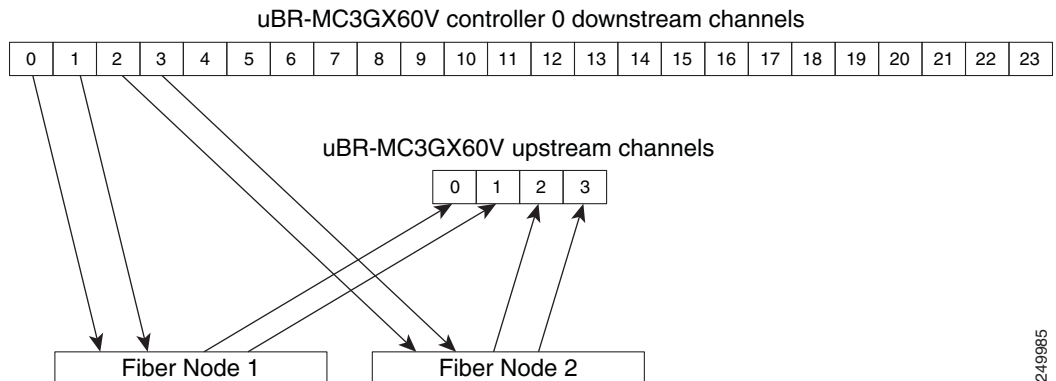 uBR-MC3GX60V controller 0 downstream channels
0 1 2 3 4 5 6 7 8 9 10 11 12 13 14 15 16 17 18 19 20 21 22 23
uBR-MC3GX60V upstream channels
0 1 2 3
Fiber Node 1 Fiber Node 2
249985